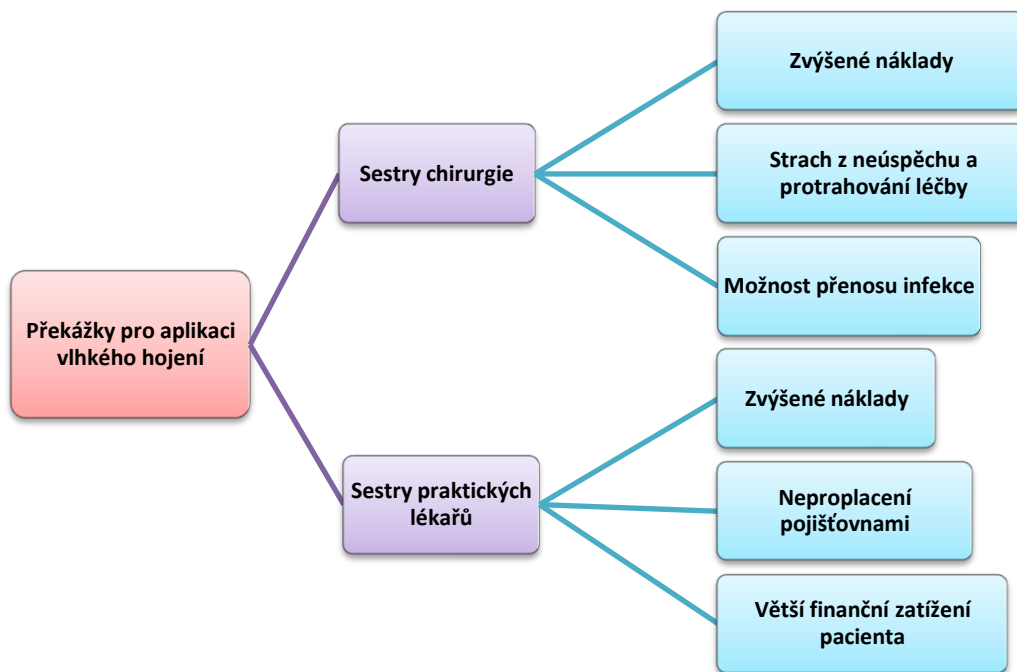 Překážky pro aplikaci
vlhkého hojení
Sestry chirurgie
Zvýšené náklady
Strach z neúspěchu a
protrahování léčby
Možnost přenosu infekce
Sestry praktických
lékařů
Zvýšené náklady
Neproplacení
pojišťovnami
Větší finanční zatížení
pacienta